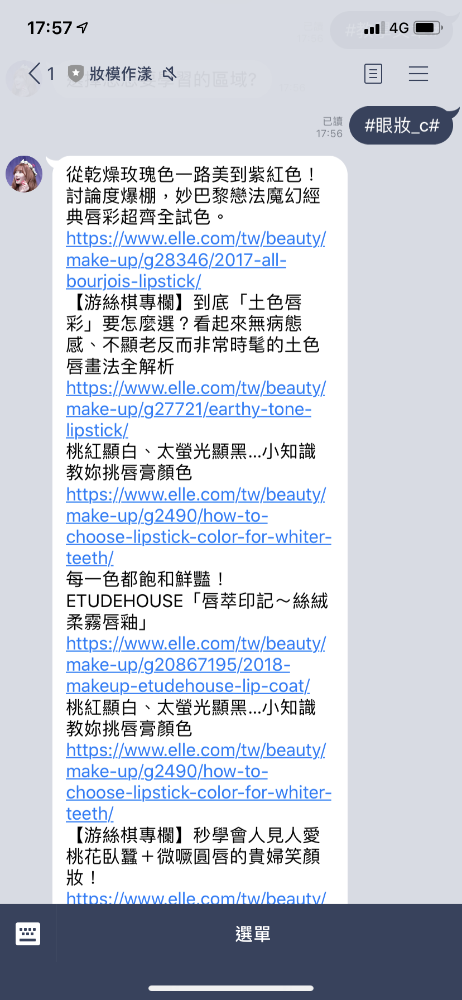 17:57
4G
1
妝模作漾
選擇您想要學習的區域?
已讀
17:56
#眼妝_c#
從乾燥玫瑰色一路美到紫紅色！
討論度爆棚，妙巴黎戀法魔幻經
典唇彩超齊全試色。
https://www.elle.com/tw/beauty/
make-up/g28346/2017-all-
bourjois-lipstick/
【游絲棋專欄】到底「土色唇
彩」要怎麼選？看起來無病態
感、不顯老反而非常時髦的土色
唇畫法全解析
https://www.elle.com/tw/beauty/
make-up/g27721/earthy-tone-
lipstick/
桃紅顯白、太螢光顯黑...小知識
教妳挑唇膏顏色
https://www.elle.com/tw/beauty/
make-up/g2490/how-to-
choose-lipstick-color-for-whiter-
teeth/
每一色都飽和鮮豔！
ETUDEHOUSE「唇萃印記～絲絨
柔霧唇釉」
https://www.elle.com/tw/beauty/
make-up/g20867195/2018-
makeup-etudehouse-lip-coat/
桃紅顯白、太螢光顯黑...小知識
教妳挑唇膏顏色
https://www.elle.com/tw/beauty/
make-up/g2490/how-to-
choose-lipstick-color-for-whiter-
teeth/
【游絲棋專欄】秒學會人見人愛
桃花臥蠶＋微噘圓唇的貴婦笑顏
妝！
https://www.elle.com/tw/beauty/
選單